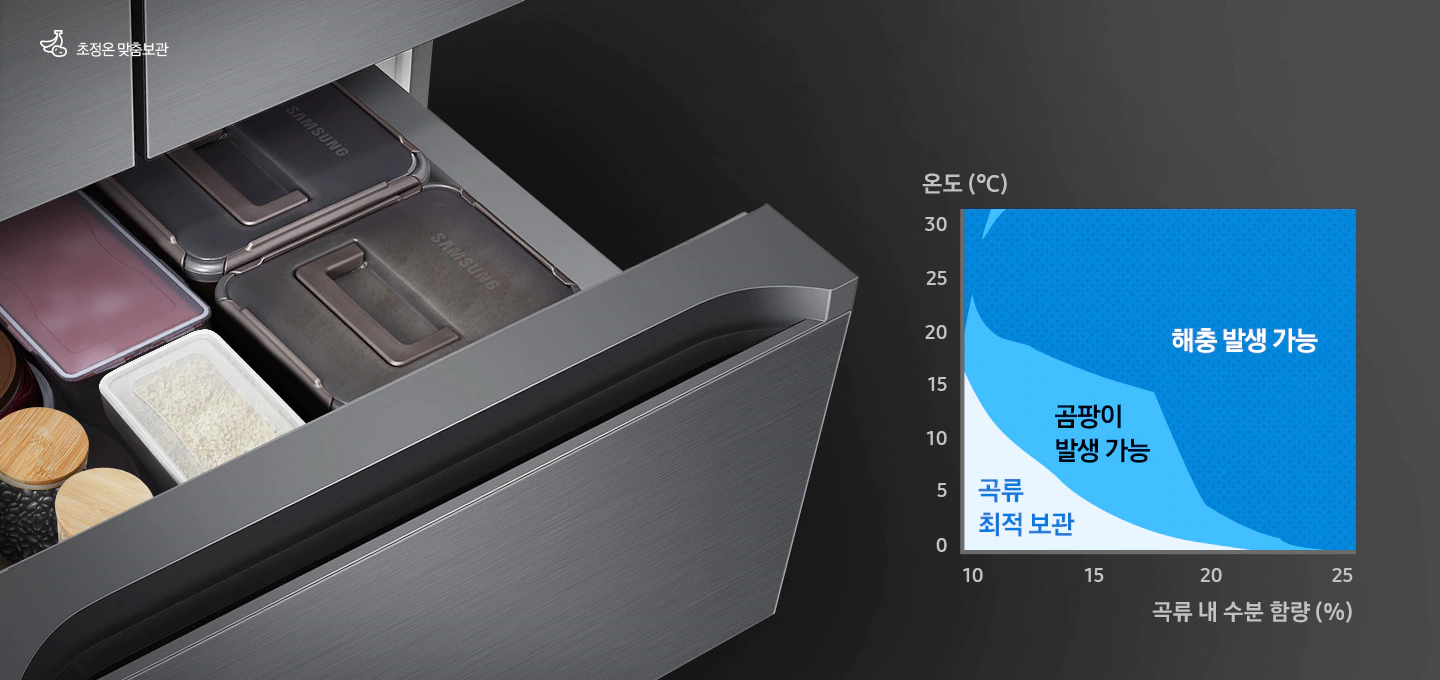 초정온 맞춤보관
SAMSUNG
SAMSUNG
온도 (℃)
30
25
20
15
10
5
0
해충 발생 가능
곰팡이
발생 가능
곡류
최적 보관
10 15 20 25
곡류 내 수분 함량 (%)